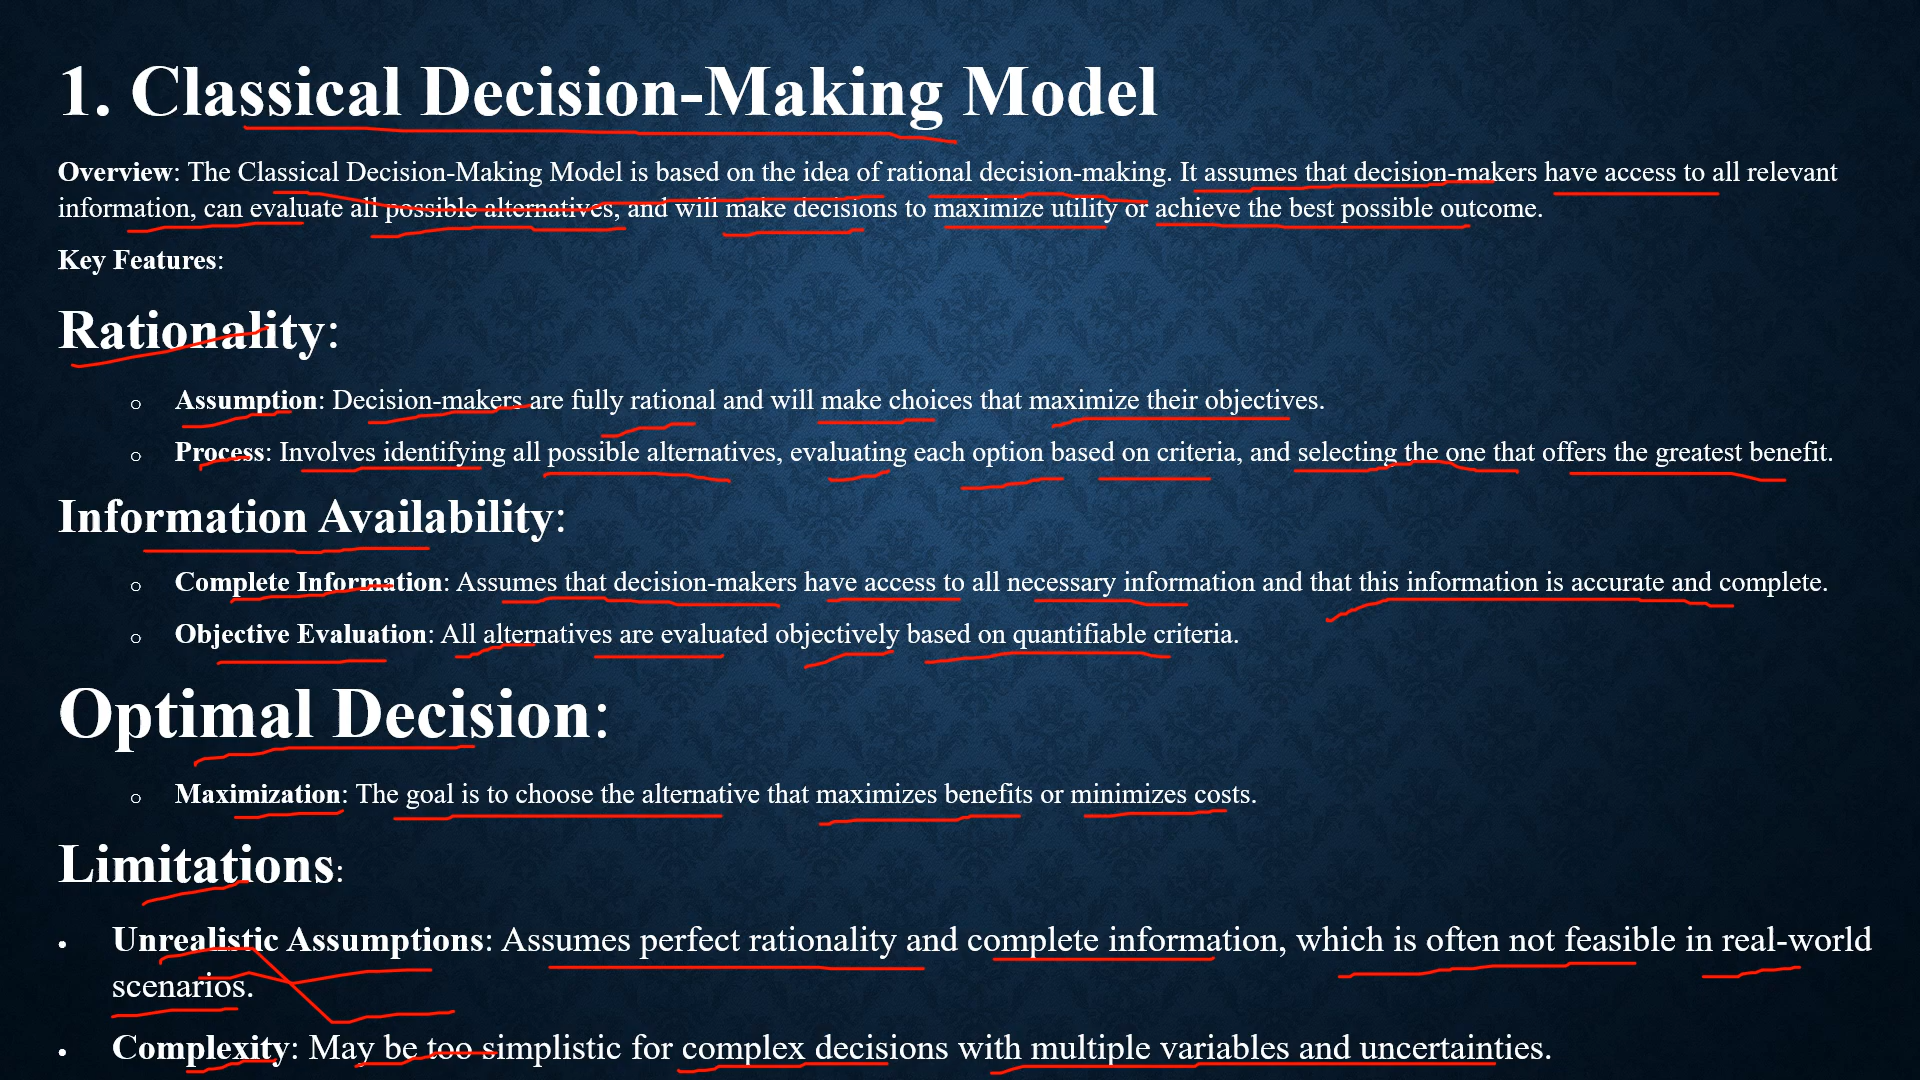 1. Classical Decision-Making Model
Overview: The Classical Decision-Making Model is based on the idea of rational decision-making. It assumes that decision-makers have access to all relevant
information, can evaluate all possible alternatives, and will make decisions to maximize utility or achieve the best possible outcome.
Key Features:
Rationality:
o Assumption: Decision-makers are fully rational and will make choices that maximize their objectives.
o Process: Involves identifying all possible alternatives, evaluating each option based on criteria, and selecting the one that offers the greatest benefit.
Information Availability:
o Complete Information: Assumes that decision-makers have access to all necessary information and that this information is accurate and complete.
o Objective Evaluation: All alternatives are evaluated objectively based on quantifiable criteria.
Optimal Decision:
o Maximization: The goal is to choose the alternative that maximizes benefits or minimizes costs.
Limitations:
• Unrealistic Assumptions: Assumes perfect rationality and complete information, which is often not feasible in real-world
scenarios.
• Complexity: May be too simplistic for complex decisions with multiple variables and uncertainties.